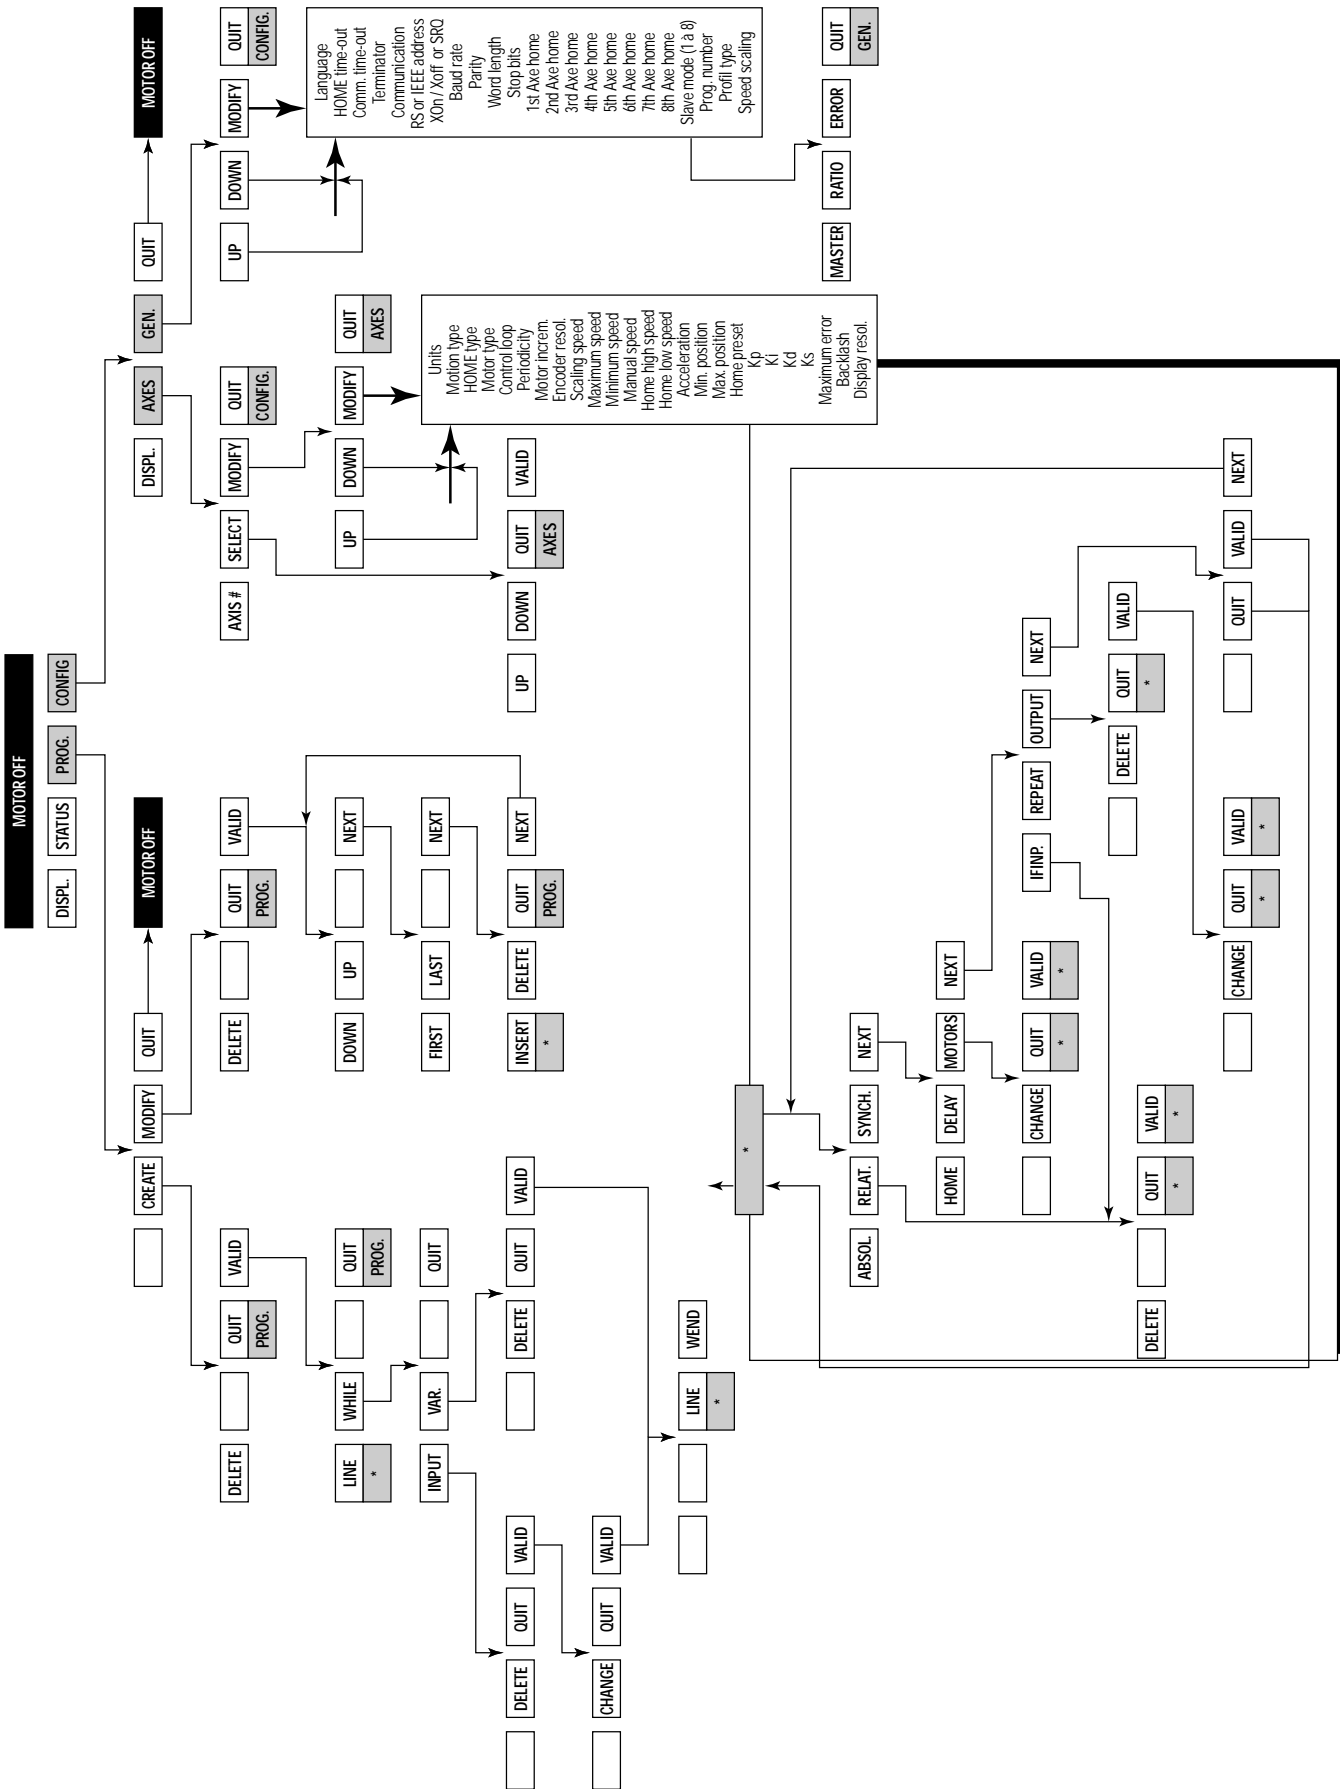 MOTOR OFF
DISPL.
STATUS
PROG.
CONFIG
MOTOR OFF
CREATE
MODIFY
QUIT
DISPL.
AXES
GEN.
QUIT
MOTOR OFF
DELETE
QUIT
PROG.
VALID
DELETE
QUIT
PROG.
VALID
AXIS #
SELECT
MODIFY
QUIT
CONFIG.
UP
DOWN
MODIFY
QUIT
CONFIG.
LINE
*
WHILE
QUIT
PROG.
DOWN
UP
NEXT
UP
DOWN
MODIFY
QUIT
AXES
Language
HOME time-out
Comm. time-out
Terminator
Communication
RS or IEEE address
XOn / Xoff or SRQ
Baud rate
Parity
Word length
Stop bits
1st Axe home
2nd Axe home
3rd Axe home
4th Axe home
5th Axe home
6th Axe home
7th Axe home
8th Axe home
Slave mode (1 à 8)
Prog. number
Profil type
Speed scaling
INPUT
VAR.
QUIT
FIRST
LAST
NEXT
Units
Motion type
HOME type
Motor type
Control loop
Periodicity
Motor increm.
Encoder resol.
Scaling speed
Maximum speed
Minimum speed
Manual speed
Home high speed
Home low speed
Acceleration
Min. position
Max. position
Home preset
Kp
Ki
Kd
Ks
Maximum error
Backlash
Display resol.
DELETE
QUIT
VALID
DELETE
QUIT
VALID
INSERT
*
DELETE
QUIT
PROG.
NEXT
UP
DOWN
QUIT
AXES
VALID
CHANGE
QUIT
VALID
LINE
*
WEND
*
MASTER
RATIO
ERROR
QUIT
GEN.
ABSOL.
RELAT.
SYNCH.
NEXT
HOME
DELAY
MOTORS
NEXT
CHANGE
QUIT
*
VALID
*
IFINP.
REPEAT
OUTPUT
NEXT
DELETE
QUIT
*
VALID
DELETE
QUIT
*
VALID
*
CHANGE
QUIT
*
VALID
*
QUIT
VALID
NEXT